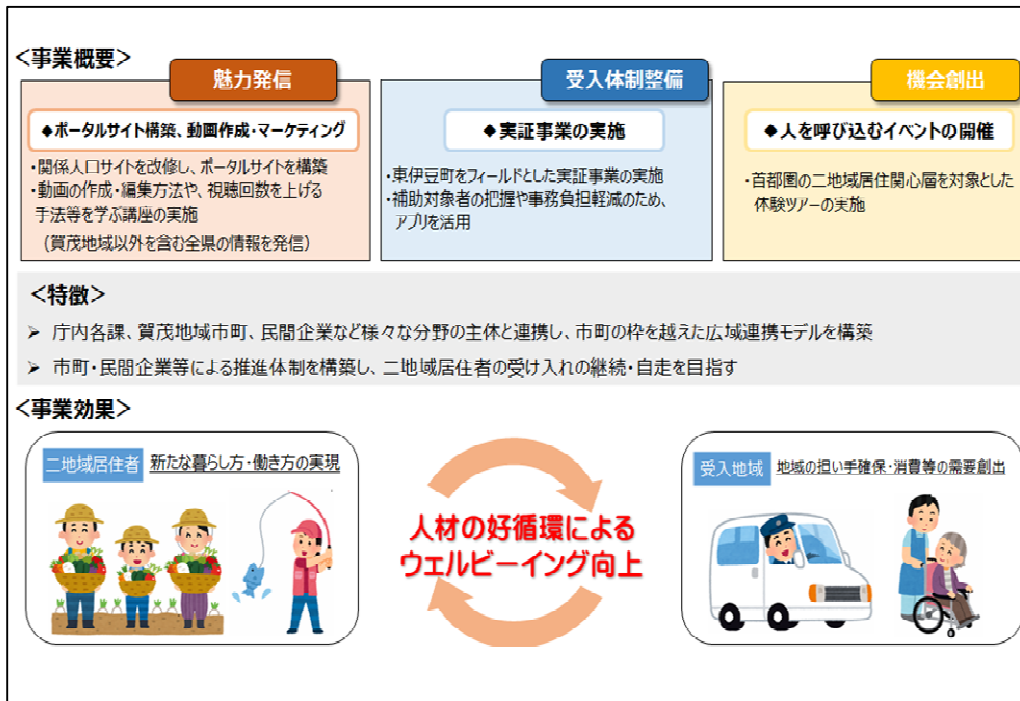 <事業概要>
魅力発信
◆ポータルサイト構築、動画作成・マーケティング
・関係人口サイトを改修し、ポータルサイトを構築
・動画の作成・編集方法や、視聴回数を上げる
手法等を学ぶ講座の実施
（賀茂地域以外を含む全県の情報を発信）
受入体制整備
◆実証事業の実施
・東伊豆町をフィールドとした実証事業の実施
・補助対象者の把握や事務負担軽減のため、
アプリを活用
機会創出
◆人を呼び込むイベントの開催
・首都圏の二地域居住関心層を対象とした
体験ツアーの実施
<特徴>
➢ 庁内各課、賀茂地域市町、民間企業など様々な分野の主体と連携し、市町の枠を越えた広域連携モデルを構築
➢ 市町・民間企業等による推進体制を構築し、二地域居住者の受け入れの継続・自走を目指す
<事業効果>
二地域居住者 新たな暮らし方・働き方の実現
人材の好循環による
ウェルビーイング向上
受入地域 地域の担い手確保・消費等の需要創出